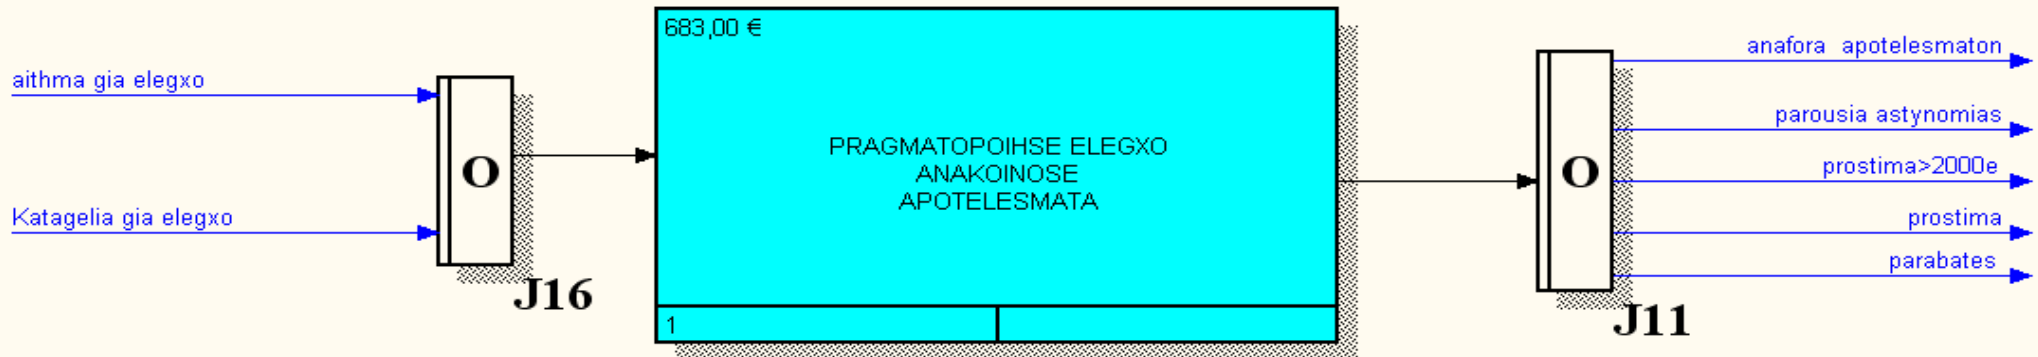 aithma gia elegxo
Katagelia gia elegxo
O
J16
683,00 €
PRAGMATOPOIHSE ELEGXO
ANAKOINOSE
APOTELESMATA
1
O
J11
anafora apotelesmaton
parousia astynomias
prostima>2000e
prostima
parabates